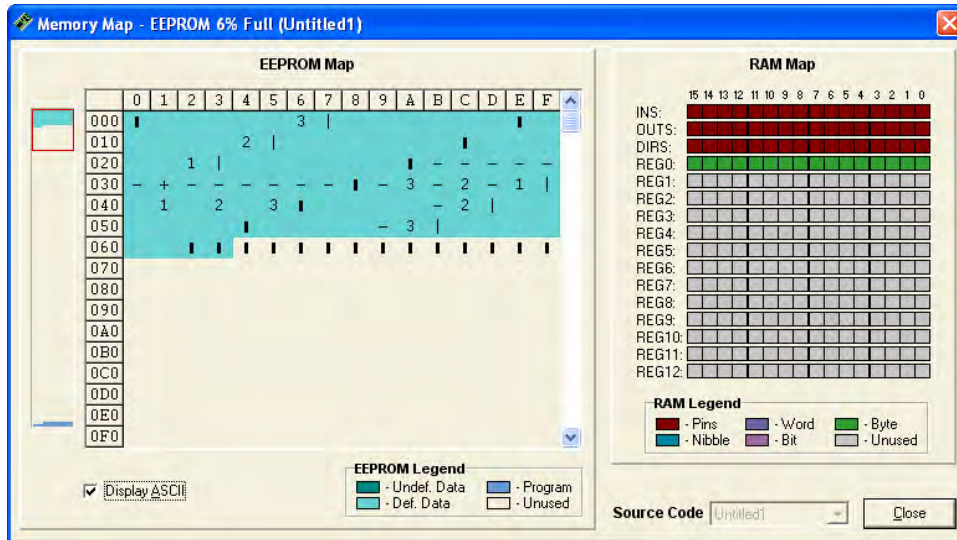 Memory Map - EEPROM 6% Full (Untitled1)
EEPROM Map
0 1 2 3 4 5 6 7 8 9 A B C D E F
000 3 |
010 2 |
020 1 | - - - - -
030 - + - - - - - - - 3 - 2 - 1 |
040 1 2 3 - 2 |
050 - 3 |
060
070
080
090
0A0
0B0
0C0
0D0
0E0
0F0
Display ASCII
EEPROM Legend
- Undef. Data - Program
- Def. Data - Unused
RAM Map
15 14 13 12 11 10 9 8 7 6 5 4 3 2 1 0
INS:
OUTS:
DIRS:
REG0:
REG1:
REG2:
REG3:
REG4:
REG5:
REG6:
REG7:
REG8:
REG9:
REG10:
REG11:
REG12:
RAM Legend
- Pins - Word - Byte
- Nibble - Bit - Unused
Source Code Untitled1 Close